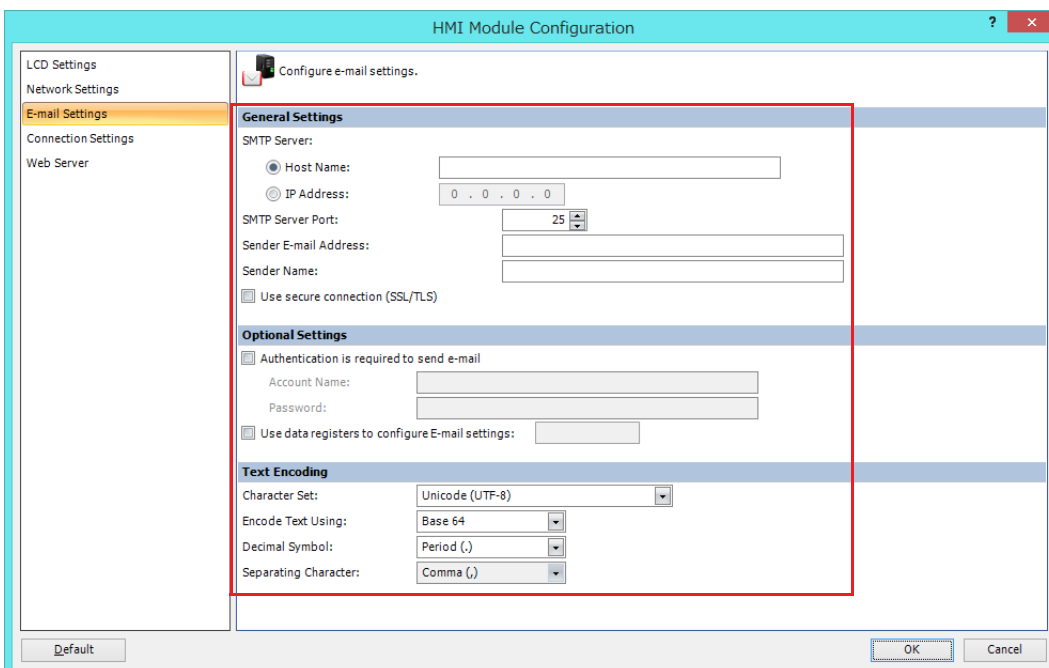 HMI Module Configuration
?
LCD Settings
Network Settings
E-mail Settings
Connection Settings
Web Server
Configure e-mail settings.
General Settings
SMTP Server:
Host Name:
IP Address: 0 . 0 . 0 . 0
SMTP Server Port: 25
Sender E-mail Address:
Sender Name:
Use secure connection (SSL/TLS)
Optional Settings
Authentication is required to send e-mail
Account Name:
Password:
Use data registers to configure E-mail settings:
Text Encoding
Character Set: Unicode (UTF-8)
Encode Text Using: Base 64
Decimal Symbol: Period (.)
Separating Character: Comma (,)
Default OK Cancel